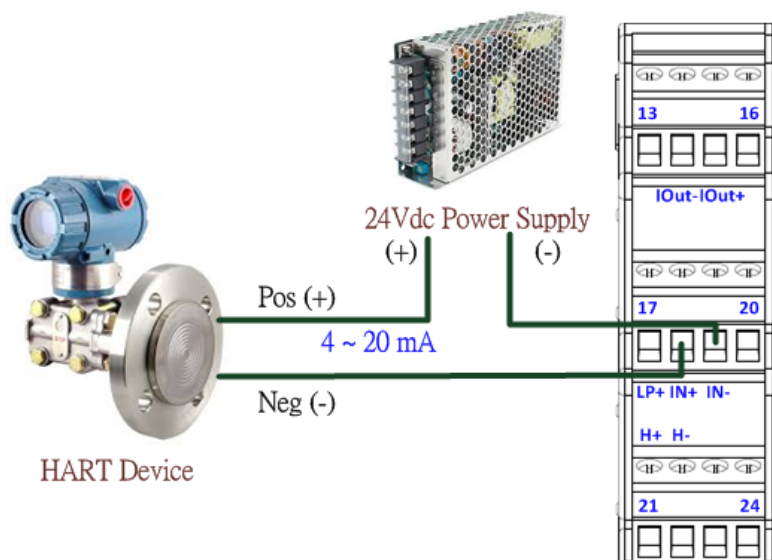 13 16
IOut-IOut+
24Vdc Power Supply
(+) (-)
17 20
Pos (+)
4 ~ 20 mA
LP+ IN+ IN-
Neg (-)
H+ H-
HART Device
21 24